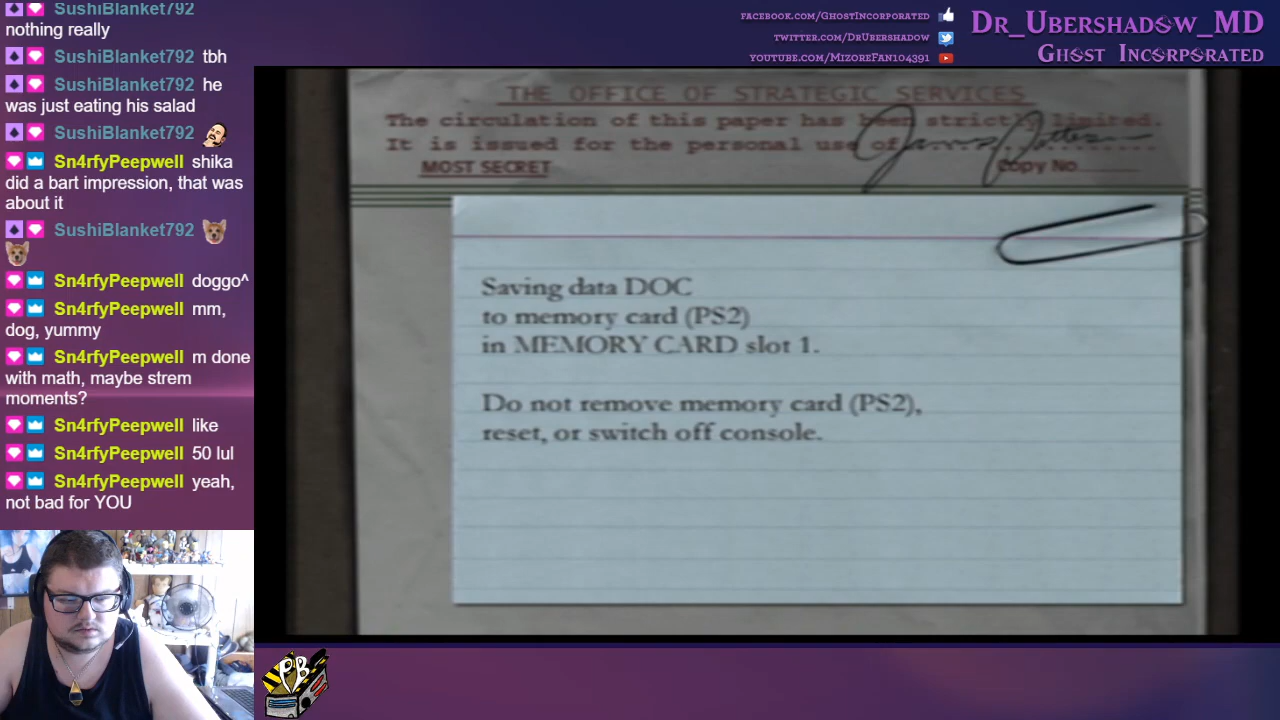 SushiBlanket792
nothing really
SushiBlanket792 tbh
SushiBlanket792 he
was just eating his salad
SushiBlanket792
Sn4rfyPeepwell shika
did a bart impression, that was
about it
SushiBlanket792
Sn4rfyPeepwell doggo^
Sn4rfyPeepwell mm,
dog, yummy
Sn4rfyPeepwell m done
with math, maybe strem
moments?
Sn4rfyPeepwell like
Sn4rfyPeepwell 50 lul
Sn4rfyPeepwell yeah,
not bad for YOU
facebook.com/GhostIncorporated
twitter.com/DrUbershadow
youtube.com/MizoreFan104391
Dr_Ubershadow_MD
Ghost Incorporated
THE OFFICE OF STRATEGIC SERVICES
The circulation of this paper has been strictly limited.
It is issued for the personal use of
MOST SECRET
Copy No
Saving data DOC
to memory card (PS2)
in MEMORY CARD slot 1.
Do not remove memory card (PS2),
reset, or switch off console.
PB